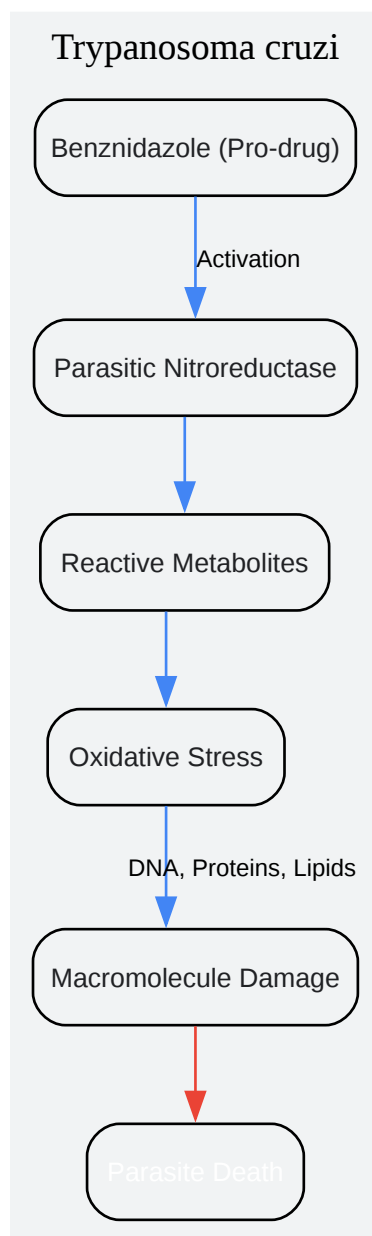 Trypanosoma cruzi
Benznidazole (Pro-drug)
Activation
Parasitic Nitroreductase
Reactive Metabolites
Oxidative Stress
DNA, Proteins, Lipids
Macromolecule Damage
Parasite Death